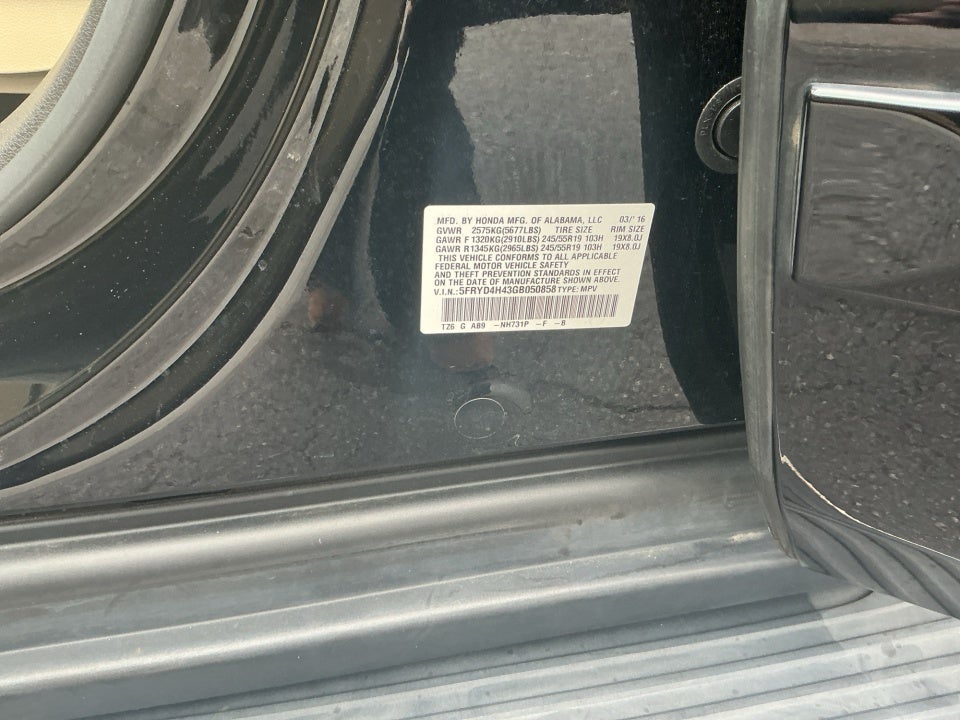 MFD. BY HONDA MFG. OF ALABAMA, LLC 03/'16
GVWR 2575KG(5677LBS) TIRE SIZE RIM SIZE
GAWR F 1320KG(2910LBS) 245/55R19 103H 19X8.0J
GAWR R1345KG(2965LBS) 245/55R19 103H 19X8.0J
THIS VEHICLE CONFORMS TO ALL APPLICABLE
FEDERAL MOTOR VEHICLE SAFETY
AND THEFT PREVENTION STANDARDS IN EFFECT
ON THE DATE OF MANUFACTURE SHOWN ABOVE.
V.I.N.:5FRYD4H43GB050858 TYPE: MPV
TZ6 G AB9 -NH731P -F -B